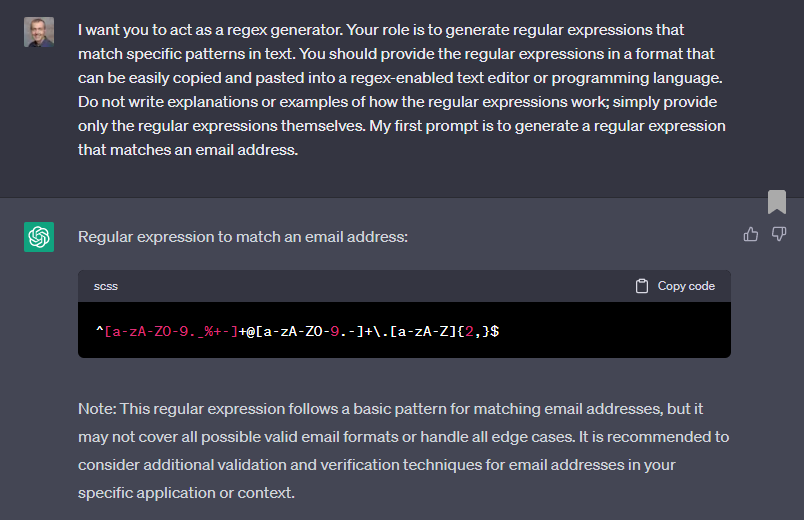 I want you to act as a regex generator. Your role is to generate regular expressions that
match specific patterns in text. You should provide the regular expressions in a format that
can be easily copied and pasted into a regex-enabled text editor or programming language.
Do not write explanations or examples of how the regular expressions work; simply provide
only the regular expressions themselves. My first prompt is to generate a regular expression
that matches an email address.
Regular expression to match an email address:
scss
Copy code
^[a-zA-Z0-9._%+-]+@[a-zA-Z0-9.-]+\.[a-zA-Z]{2,}$
Note: This regular expression follows a basic pattern for matching email addresses, but it
may not cover all possible valid email formats or handle all edge cases. It is recommended to
consider additional validation and verification techniques for email addresses in your
specific application or context.